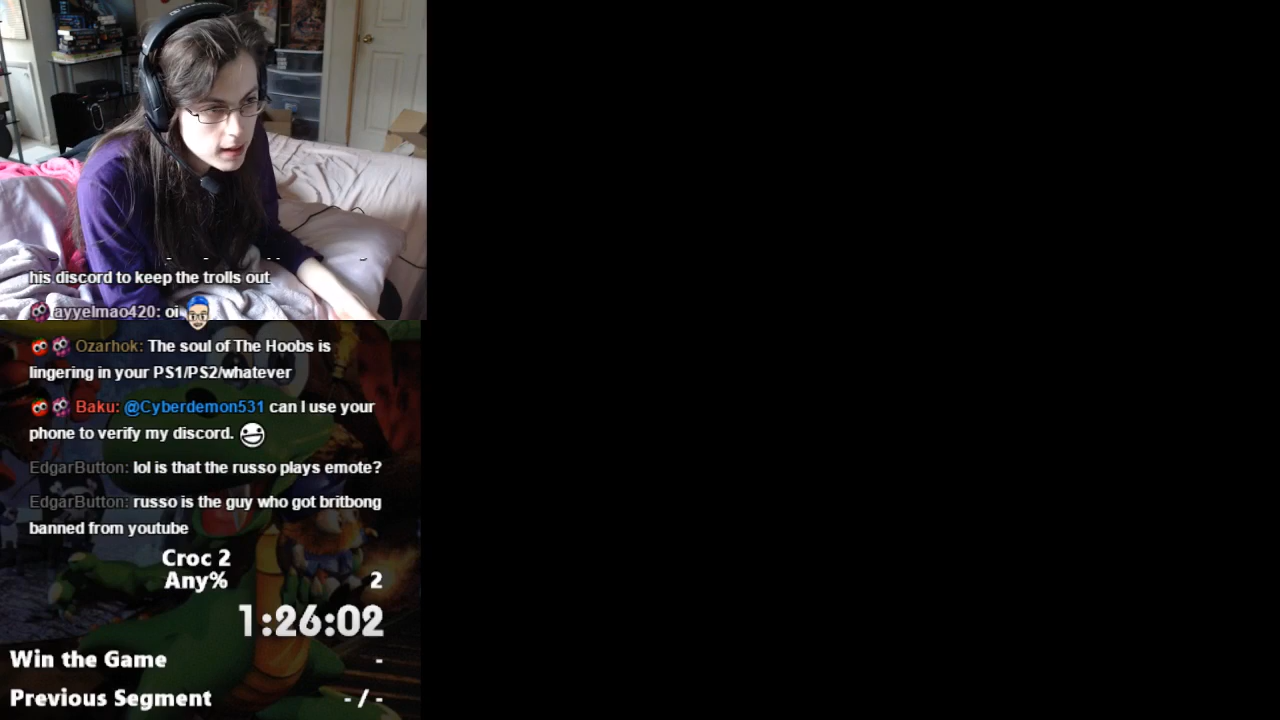 his discord to keep the trolls out
ayyelmao420: oi
Ozarhok: The soul of The Hoobs is
lingering in your PS1/PS2/whatever
Baku: @Cyberdemon531 can I use your
phone to verify my discord.
EdgarButton: lol is that the russo plays emote?
EdgarButton: russo is the guy who got britbong
banned from youtube
Croc 2
Any% 2
1:26:02
Win the Game -
Previous Segment - / -